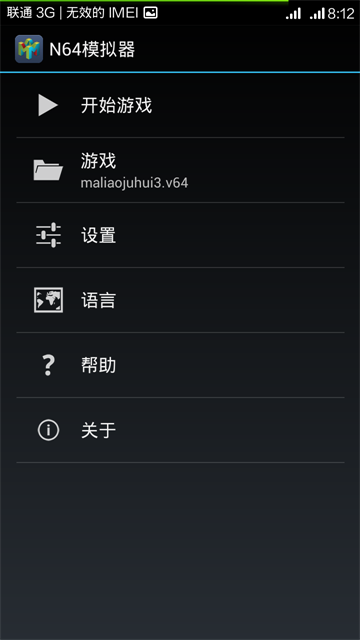 联通 3G | 无效的 IMEI 8:12
N64模拟器
开始游戏
游戏
maliaojuhui3.v64
设置
语言
帮助
关于